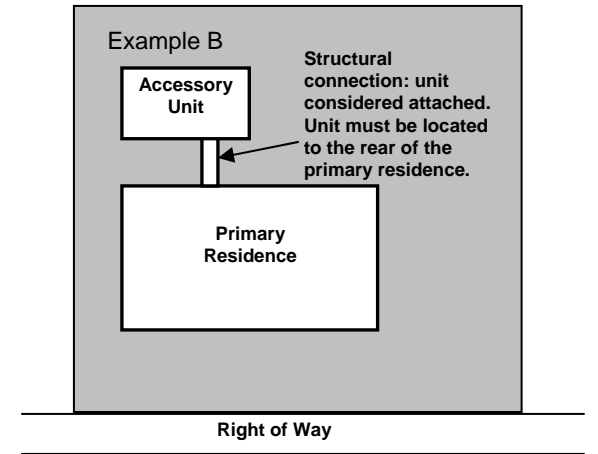 Example B
Accessory
Unit
Structural
connection: unit
considered attached.
Unit must be located
to the rear of the
primary residence.
Primary
Residence
Right of Way